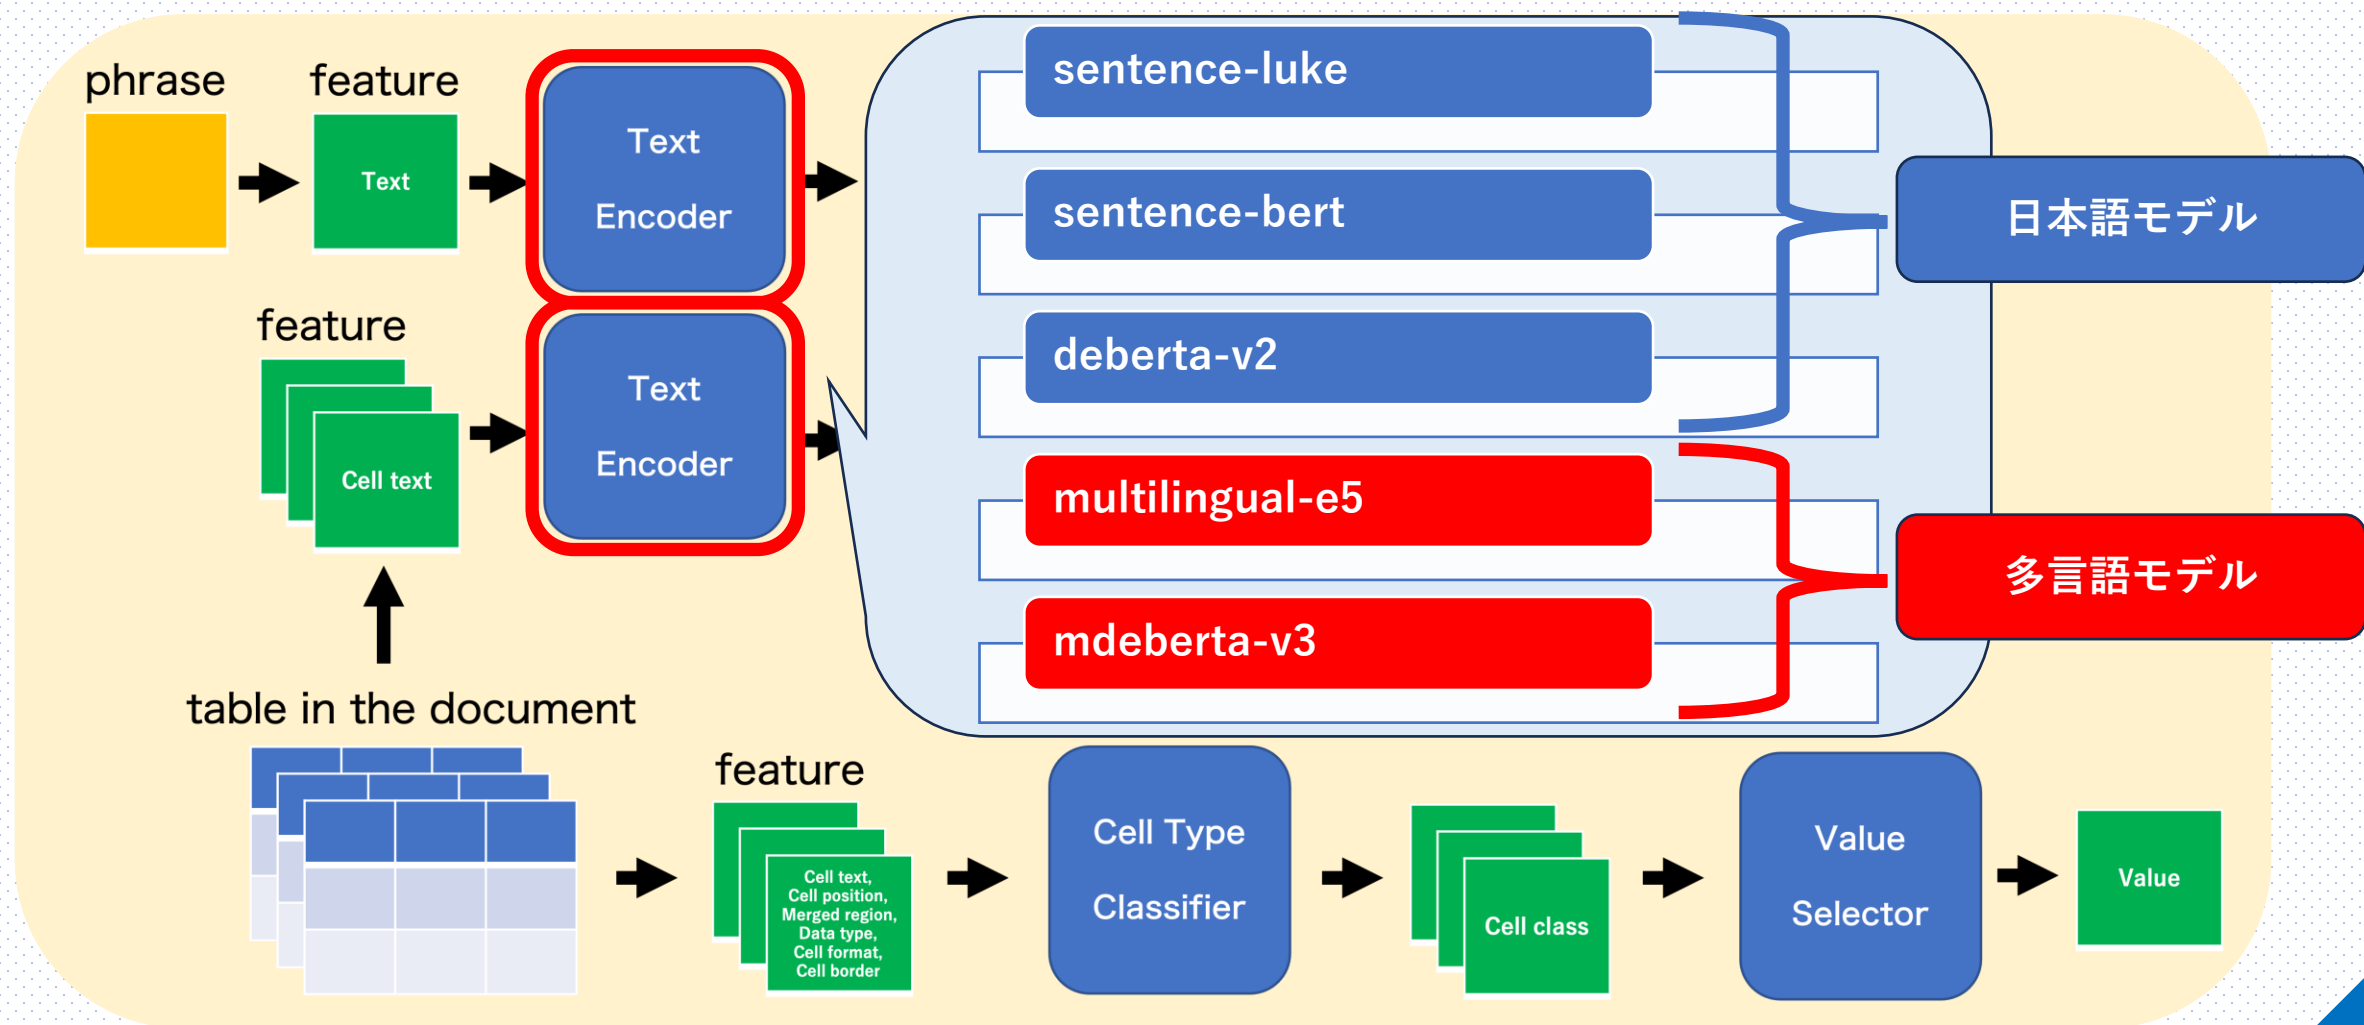 phrase
feature
Text
Text
Encoder
feature
Cell text
Text
Encoder
sentence-luke
sentence-bert
deberta-v2
日本語モデル
multilingual-e5
mdeberta-v3
多言語モデル
table in the document
feature
Cell text,
Cell position,
Merged region,
Data type,
Cell format,
Cell border
Cell Type
Classifier
Cell class
Value
Selector
Value